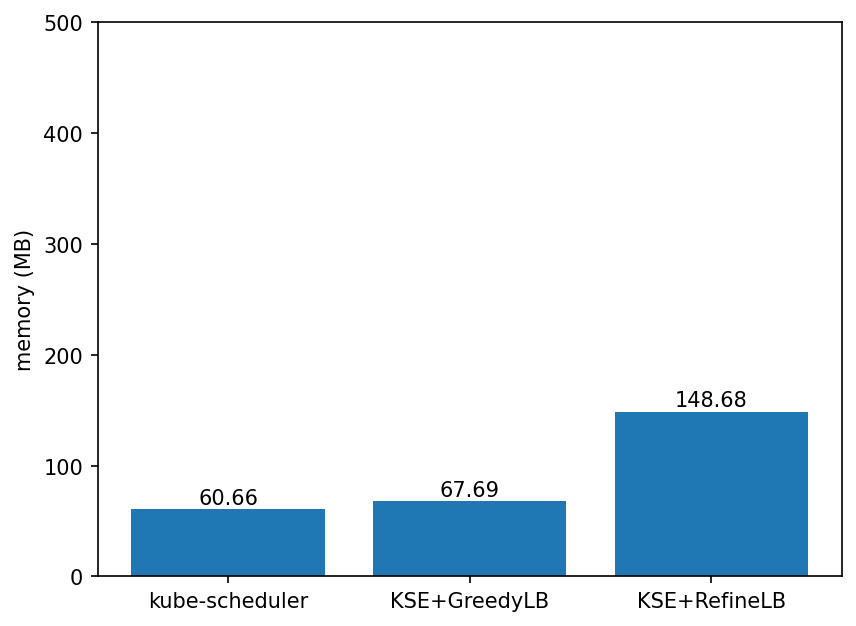 500
400
300
200
100
0
memory (MB)
60.66
67.69
148.68
kube-scheduler
KSE+GreedyLB
KSE+RefineLB